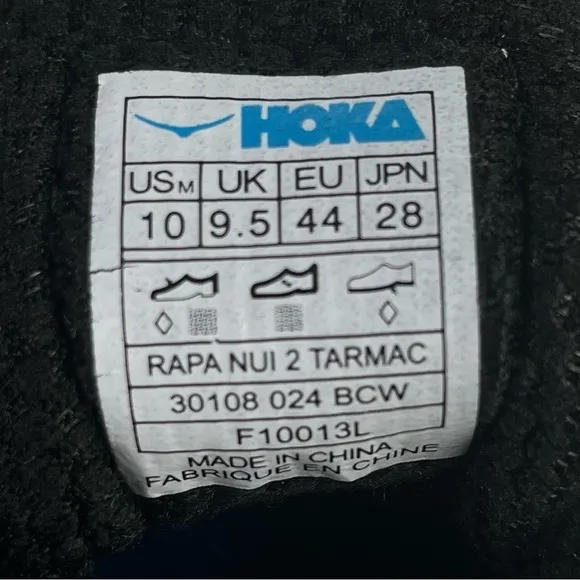 HOKA
USM UK EU JPN
10 9.5 44 28
RAPA NUI 2 TARMAC
30108 024 BCW
F10013L
MADE IN CHINA
FABRIQUE EN CHINE